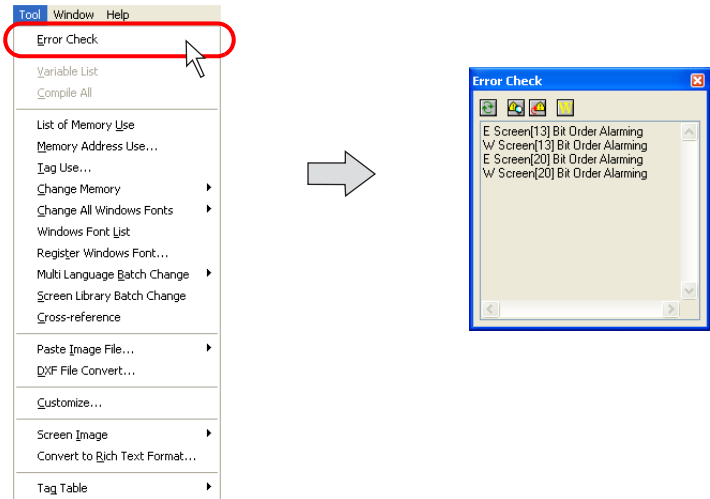 Tool Window Help
Error Check
Variable List
Compile All
List of Memory Use
Memory Address Use...
Tag Use...
Change Memory
Change All Windows Fonts
Windows Font List
Register Windows Font...
Multi Language Batch Change
Screen Library Batch Change
Cross-reference
Paste Image File...
DXF File Convert...
Customize...
Screen Image
Convert to Rich Text Format...
Tag Table
Error Check
W
E Screen[13] Bit Order Alarming
W Screen[13] Bit Order Alarming
E Screen[20] Bit Order Alarming
W Screen[20] Bit Order Alarming